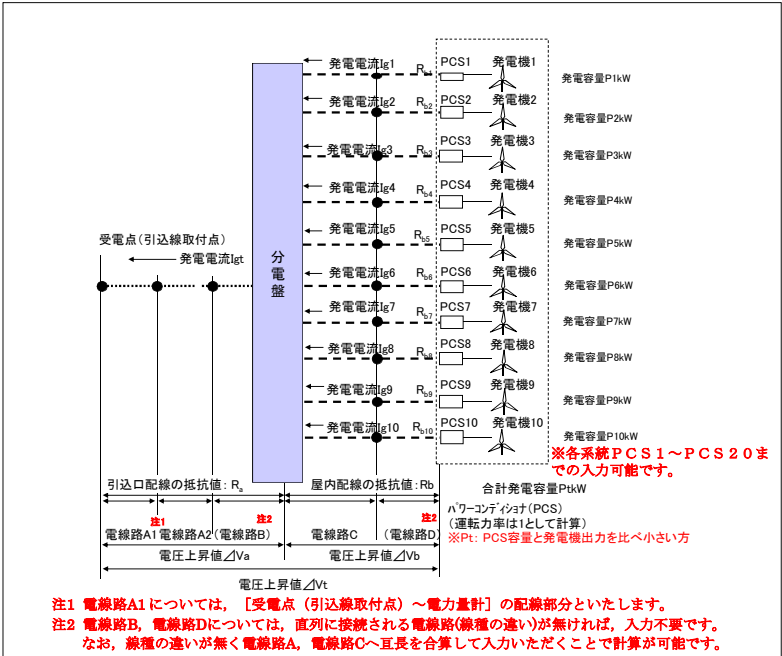 発電電流Ig1 Rb1 PCS1 発電機1 発電容量P1kW
発電電流Ig2 Rb2 PCS2 発電機2 発電容量P2kW
発電電流Ig3 Rb3 PCS3 発電機3 発電容量P3kW
発電電流Ig4 Rb4 PCS4 発電機4 発電容量P4kW
発電電流Ig5 Rb5 PCS5 発電機5 発電容量P5kW
受電点(引込線取付点)
発電電流Igt
分電盤
発電電流Ig6 Rb6 PCS6 発電機6 発電容量P6kW
発電電流Ig7 Rb7 PCS7 発電機7 発電容量P7kW
発電電流Ig8 Rb8 PCS8 発電機8 発電容量P8kW
発電電流Ig9 Rb9 PCS9 発電機9 発電容量P9kW
発電電流Ig10 Rb10 PCS10 発電機10 発電容量P10kW
※各系統PCS1~PCS20ま
での入力可能です。
引込口配線の抵抗値:Ra 屋内配線の抵抗値:Rb 合計発電容量PtkW
注1 注2 注2
パワーコンディショナ(PCS)
(運転力率は1として計算)
※Pt:PCS容量と発電機出力を比べ小さい方
電線路A1 電線路A2 (電線路B) 電線路C (電線路D)
電圧上昇値⊿Va 電圧上昇値⊿Vb
電圧上昇値⊿Vt
注1 電線路A1については,[受電点(引込線取付点)~電力量計]の配線部分といたします。
注2 電線路B,電線路Dについては,直列に接続される電線路(線種の違い)が無ければ,入力不要です。
なお,線種の違いが無く電線路A,電線路Cへ亘長を合算して入力いただくことで計算が可能です。